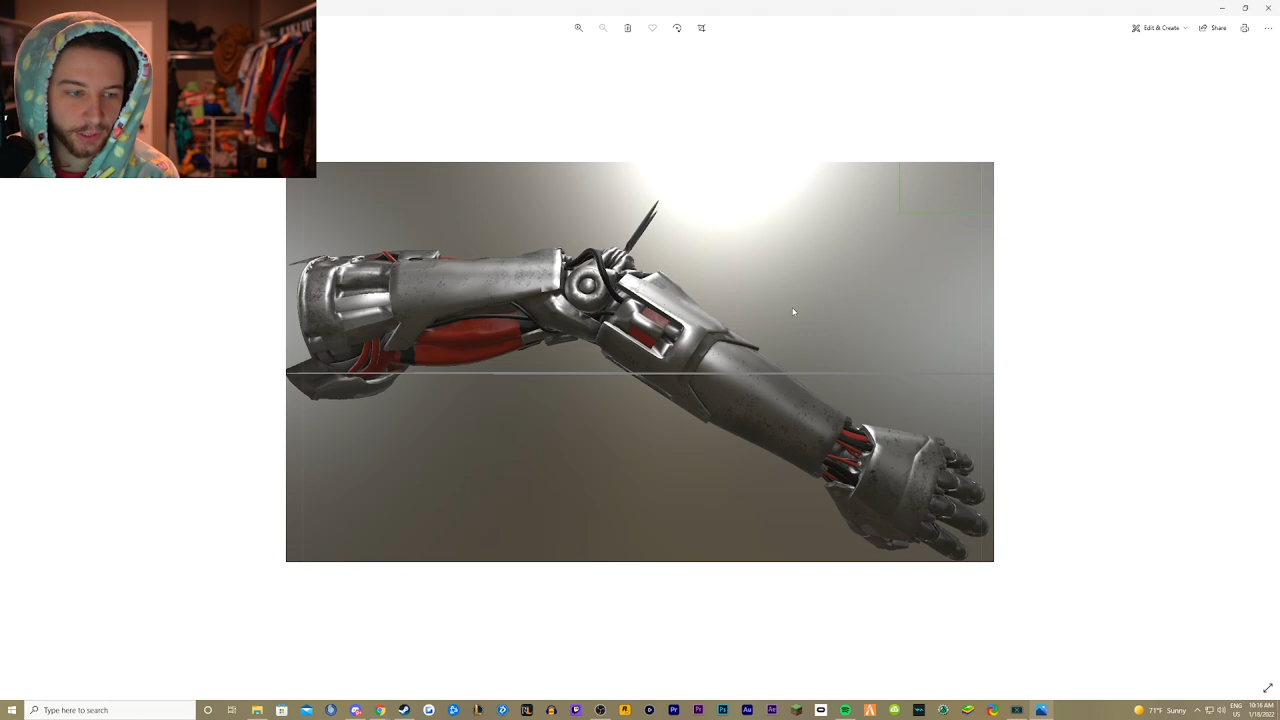 Edit & Create
Share
Type here to search
71°F Sunny
ENG
US
10:16 AM
1/18/2022